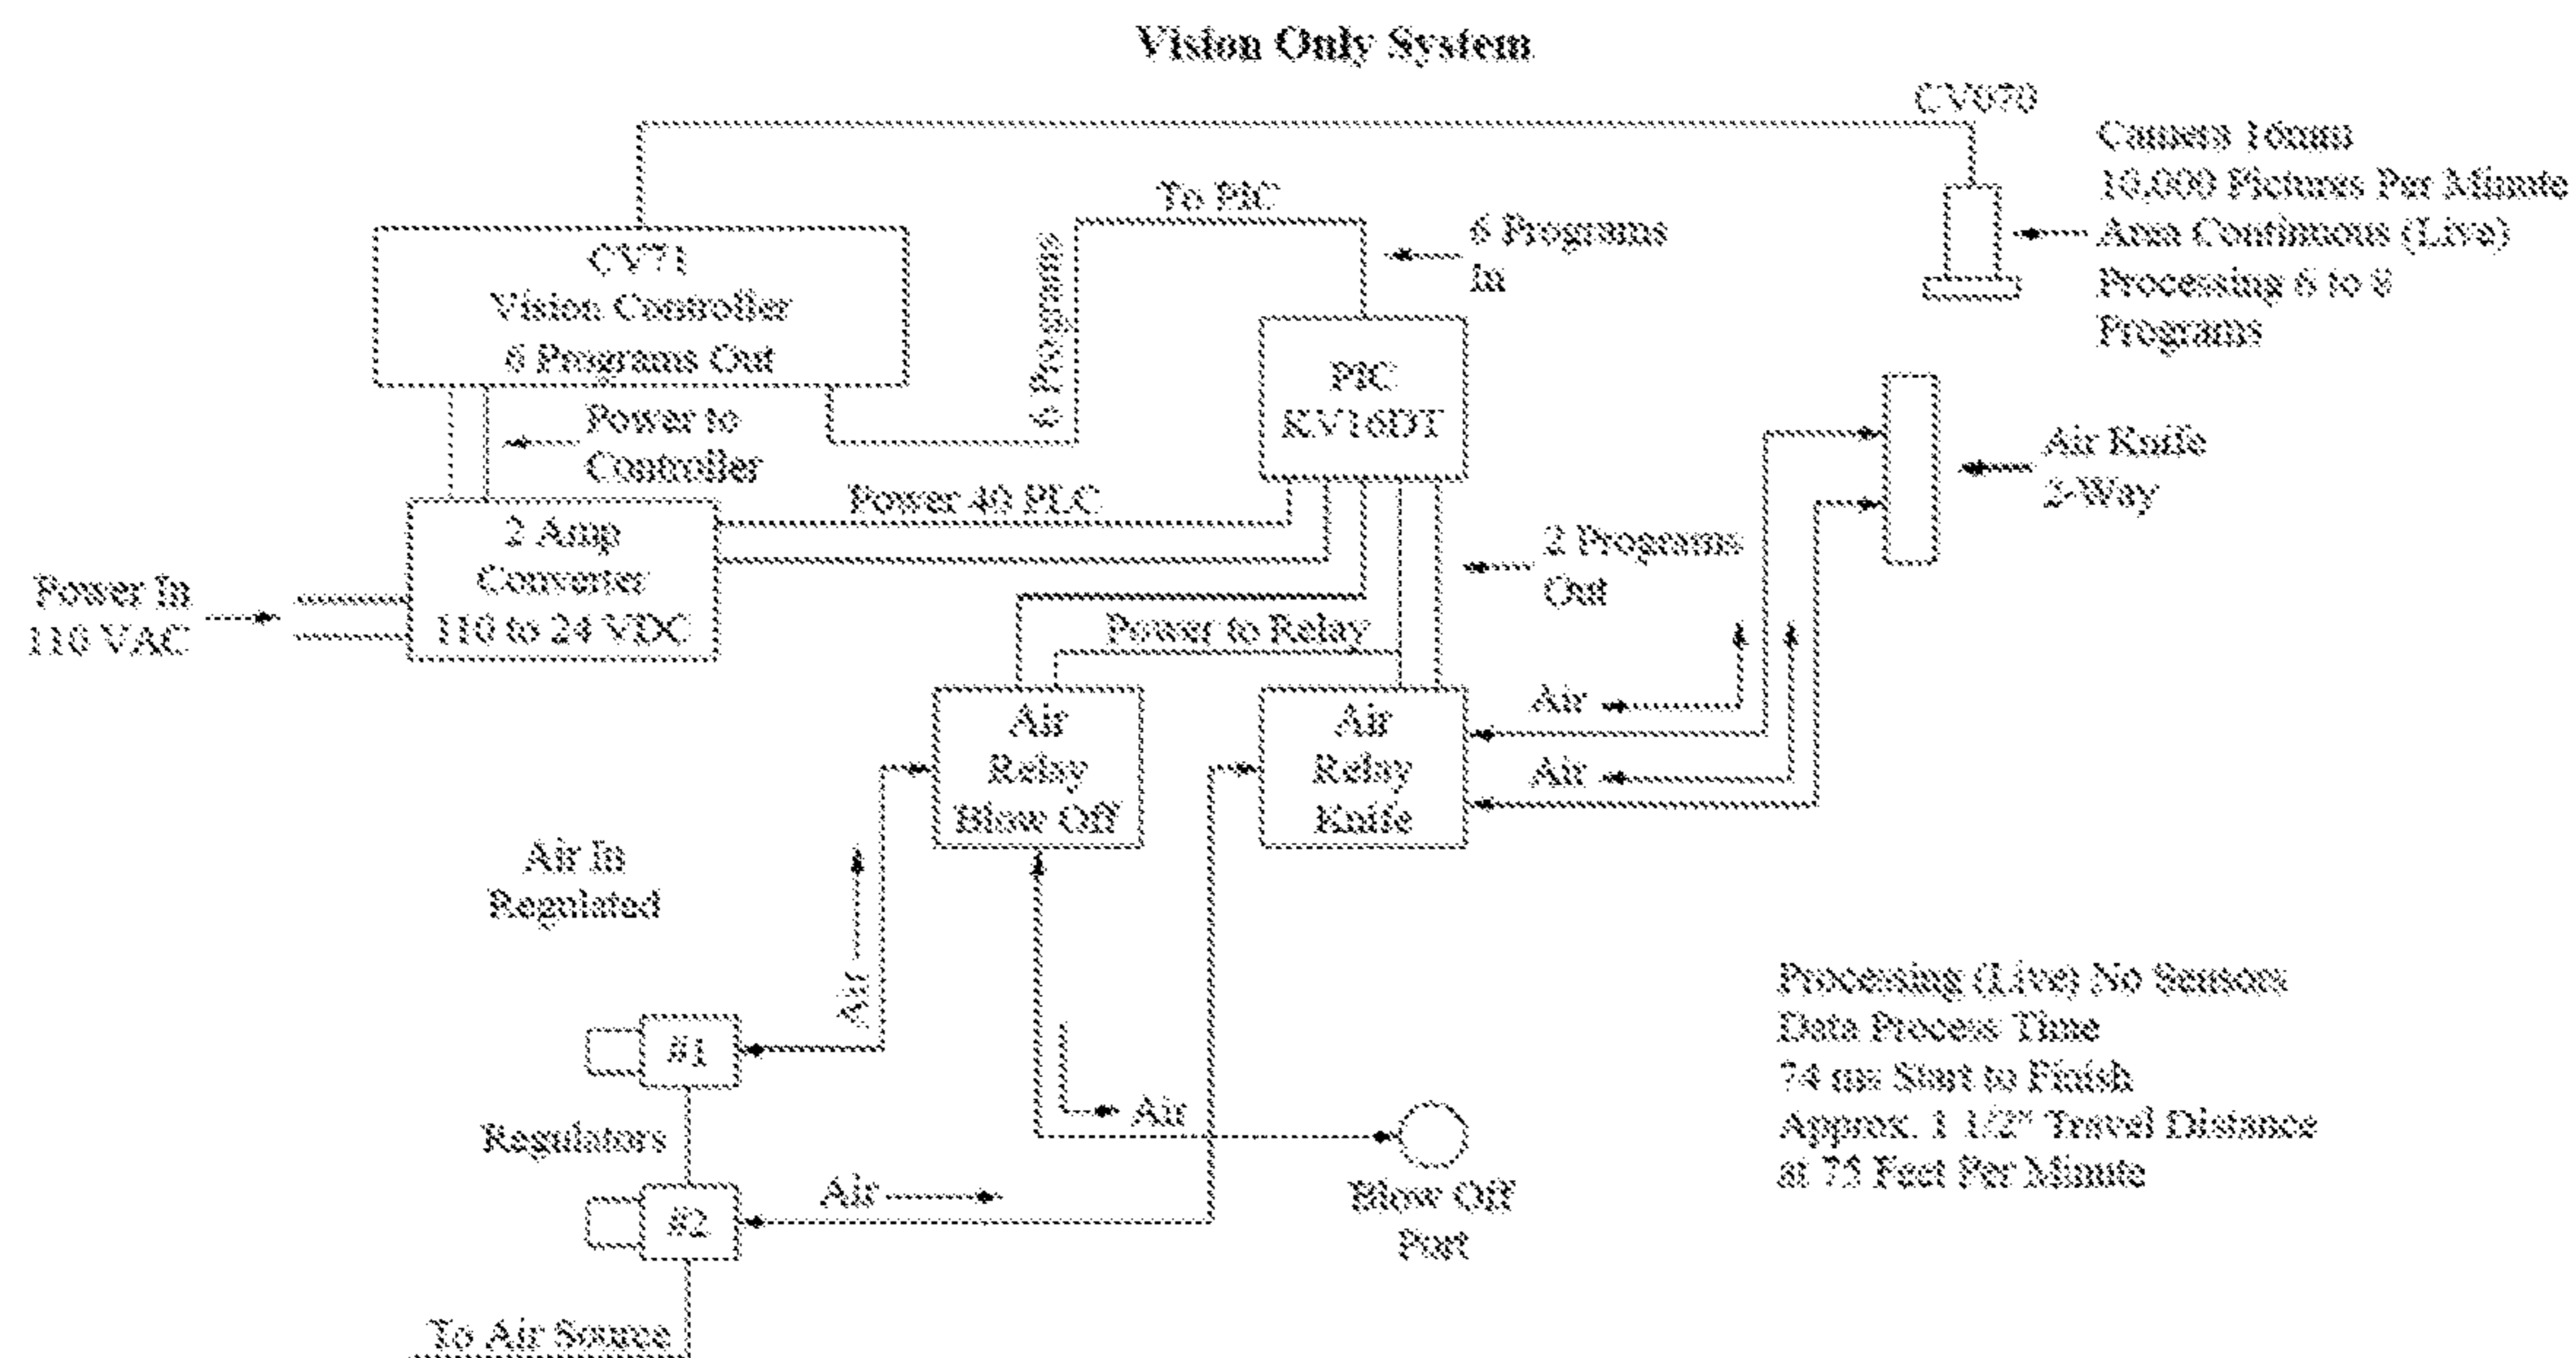 Vision Only System
CV070
Camera 16mm
10,000 Pictures Per Minute
Area Continuous (Live)
Processing 6 to 8
Programs
To PIC
6 Programs
In
6 Programs
CV71
Vision Controller
6 Programs Out
PIC
KV16DT
Power to
Controller
Air Knife
2-Way
Power 40 PLC
2 Amp
Converter
110 to 24 VDC
2 Programs
Out
Power In
110 VAC
Power to Relay
Air
Air
Air
Relay
Blow Off
Air
Relay
Knife
Air In
Regulated
Air
Processing (Live) No Sensors
Data Process Time
74 ms Start to Finish
Approx. 1 1/2" Travel Distance
at 75 Feet Per Minute
#1
Air
Regulators
Air
#2
Blow Off
Port
To Air Source